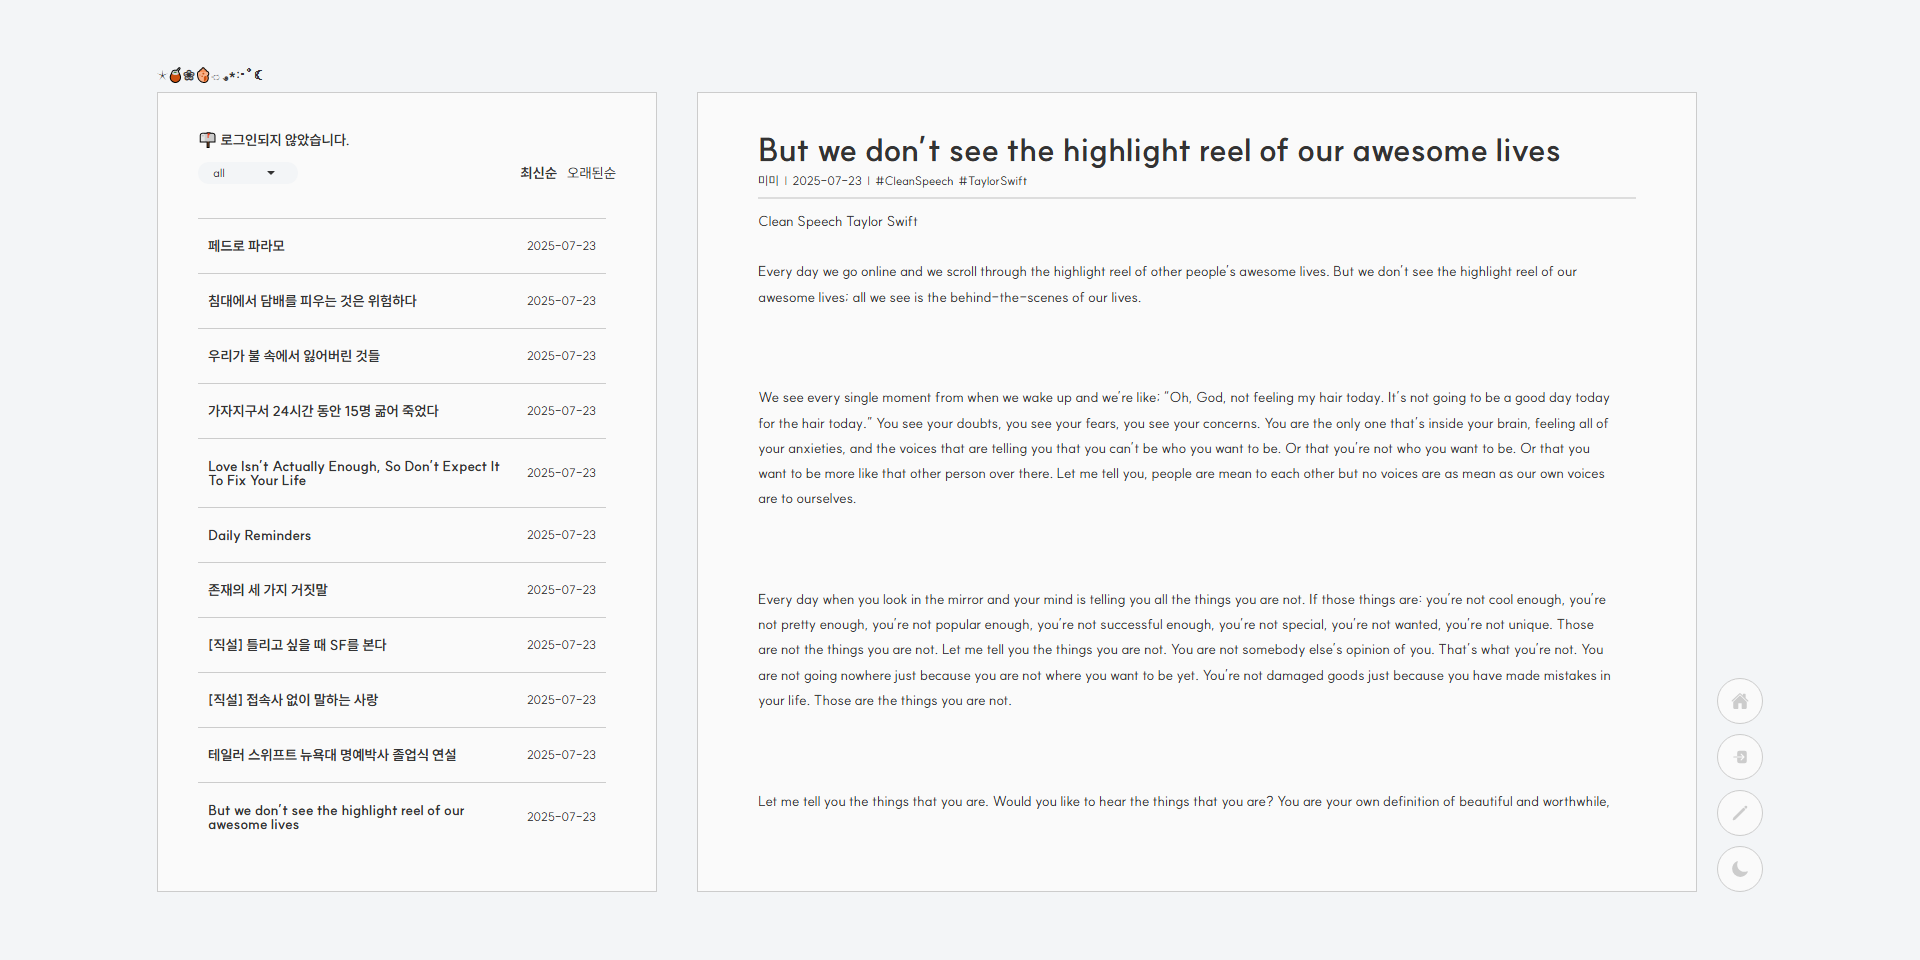 로그인되지 않았습니다.
all
최신순 오래된순
페드로 파라모 2025-07-23
침대에서 담배를 피우는 것은 위험하다 2025-07-23
우리가 불 속에서 잃어버린 것들 2025-07-23
가자지구서 24시간 동안 15명 굶어 죽었다 2025-07-23
Love Isn't Actually Enough, So Don't Expect It
To Fix Your Life 2025-07-23
Daily Reminders 2025-07-23
존재의 세 가지 거짓말 2025-07-23
[직설] 틀리고 싶을 때 SF를 본다 2025-07-23
[직설] 접속사 없이 말하는 사랑 2025-07-23
테일러 스위프트 뉴욕대 명예박사 졸업식 연설 2025-07-23
But we don't see the highlight reel of our
awesome lives 2025-07-23
But we don't see the highlight reel of our awesome lives
미미 | 2025-07-23 | #CleanSpeech #TaylorSwift
Clean Speech Taylor Swift
Every day we go online and we scroll through the highlight reel of other people's awesome lives. But we don't see the highlight reel of our
awesome lives: all we see is the behind-the-scenes of our lives.
We see every single moment from when we wake up and we're like: "Oh, God, not feeling my hair today. It's not going to be a good day today
for the hair today." You see your doubts, you see your fears, you see your concerns. You are the only one that's inside your brain, feeling all of
your anxieties, and the voices that are telling you that you can't be who you want to be. Or that you're not who you want to be. Or that you
want to be more like that other person over there. Let me tell you, people are mean to each other but no voices are as mean as our own voices
are to ourselves.
Every day when you look in the mirror and your mind is telling you all the things you are not. If those things are: you're not cool enough, you're
not pretty enough, you're not popular enough, you're not successful enough, you're not special, you're not wanted, you're not unique. Those
are not the things you are not. Let me tell you the things you are not. You are not somebody else's opinion of you. That's what you're not. You
are not going nowhere just because you are not where you want to be yet. You're not damaged goods just because you have made mistakes in
your life. Those are the things you are not.
Let me tell you the things that you are. Would you like to hear the things that you are? You are your own definition of beautiful and worthwhile,